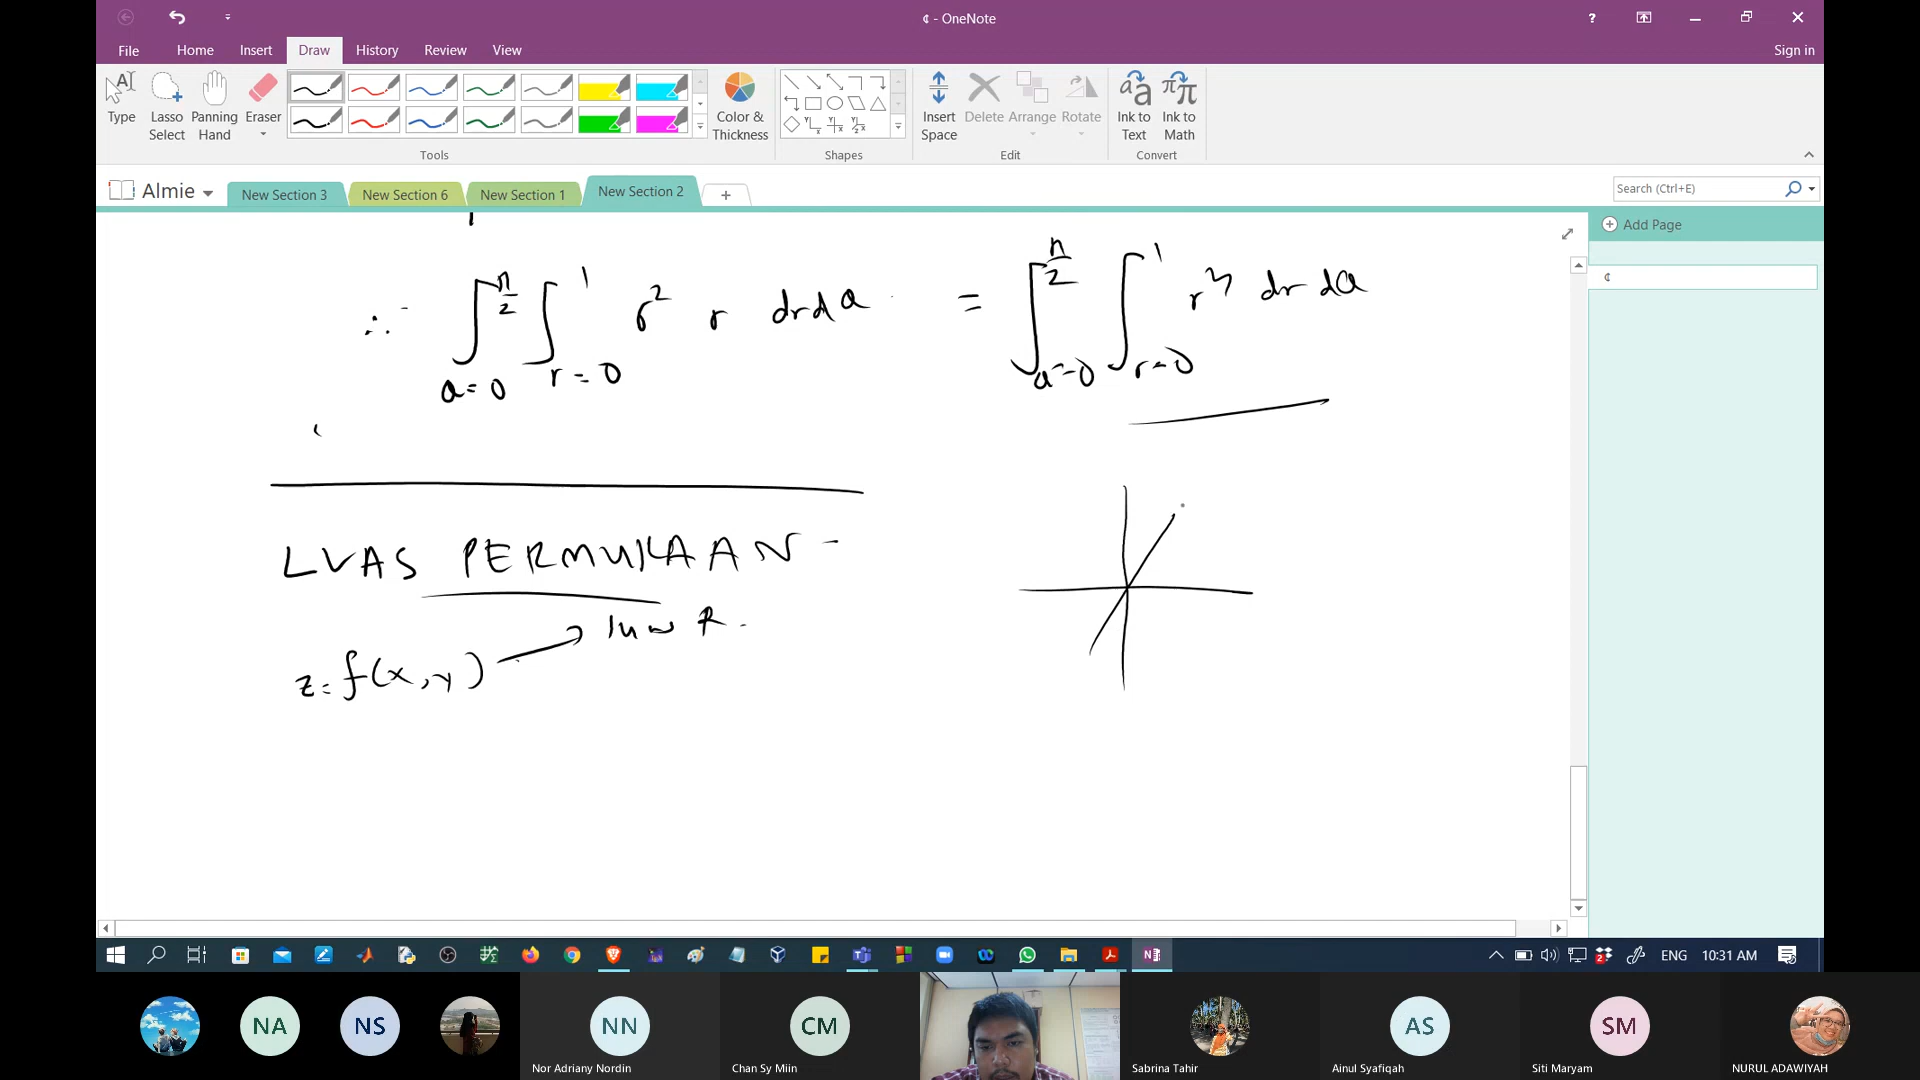 ¢ - OneNote
?
File Home Insert Draw History Review View
Sign in
Type
Lasso Select
Panning Hand
Eraser
Color & Thickness
Insert Space
Delete
Arrange
Rotate
Ink to Text
Ink to Math
Tools
Shapes
Edit
Convert
Almie
New Section 3
New Section 6
New Section 1
New Section 2
+
Search (Ctrl+E)
Add Page
¢
∴ ∫_{a=0}^{π/2} ∫_{r=0}^{1} r² r dr da = ∫_{a=0}^{π/2} ∫_{r=0}^{1} r³ dr da
LUAS PERMUKAAN -
z = f(x,y)
R.
ENG
10:31 AM
NA
NS
NN
Nor Adriany Nordin
CM
Chan Sy Miin
Sabrina Tahir
AS
Ainul Syafiqah
SM
Siti Maryam
NURUL ADAWIYAH